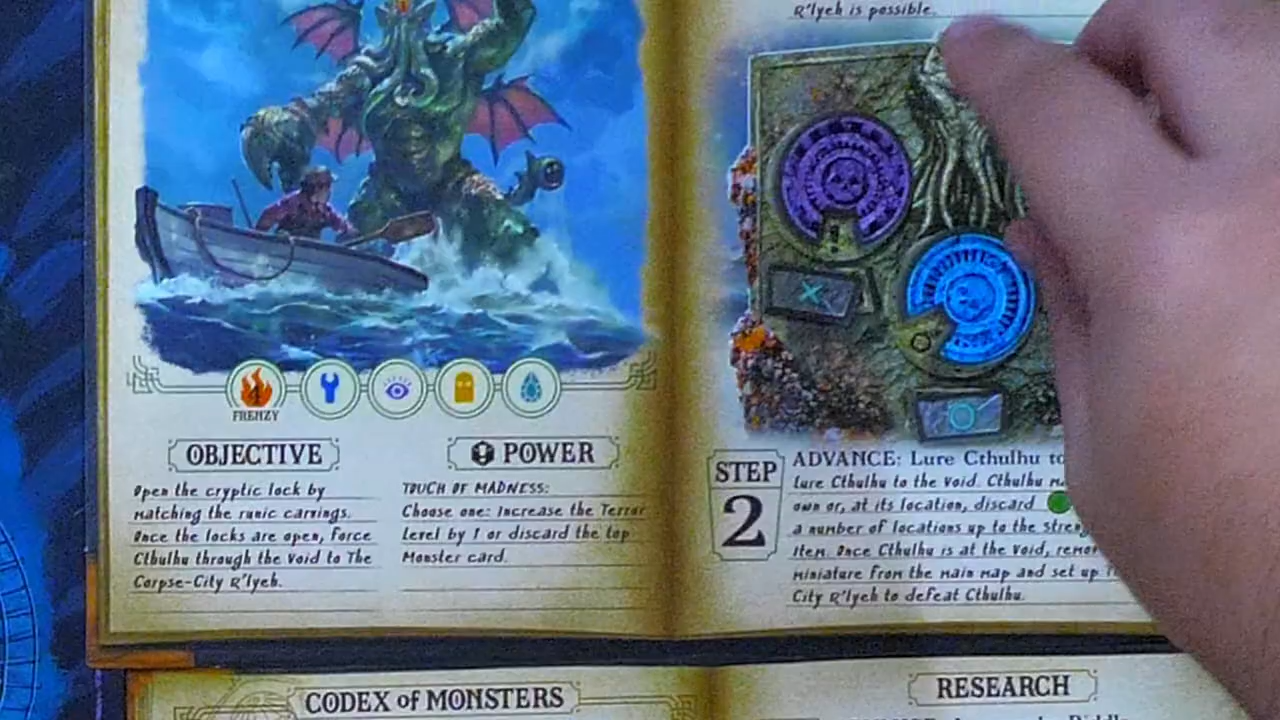 R'lyeh is possible.
4
FRENZY
OBJECTIVE
Open the cryptic lock by
matching the runic carvings.
Once the locks are open, force
Cthulhu through the Void to The
Corpse-City R'lyeh.
POWER
TOUCH OF MADNESS:
Choose one: Increase the Terror
Level by 1 or discard the top
Monster card.
STEP
2
ADVANCE: Lure Cthulhu to
Lure Cthulhu to the Void. Cthulhu
own or, at its location, discard
a number of locations up to the
item. Once Cthulhu is at the Void,
miniature from the main map and set up
City R'lyeh to defeat Cthulhu.
CODEX of MONSTERS
RESEARCH